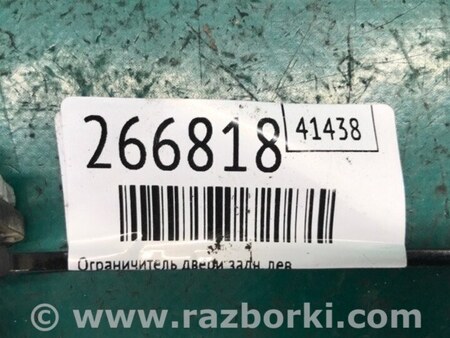 266818
41438
Ограничитель двери задн. лев
© www.razborki.com